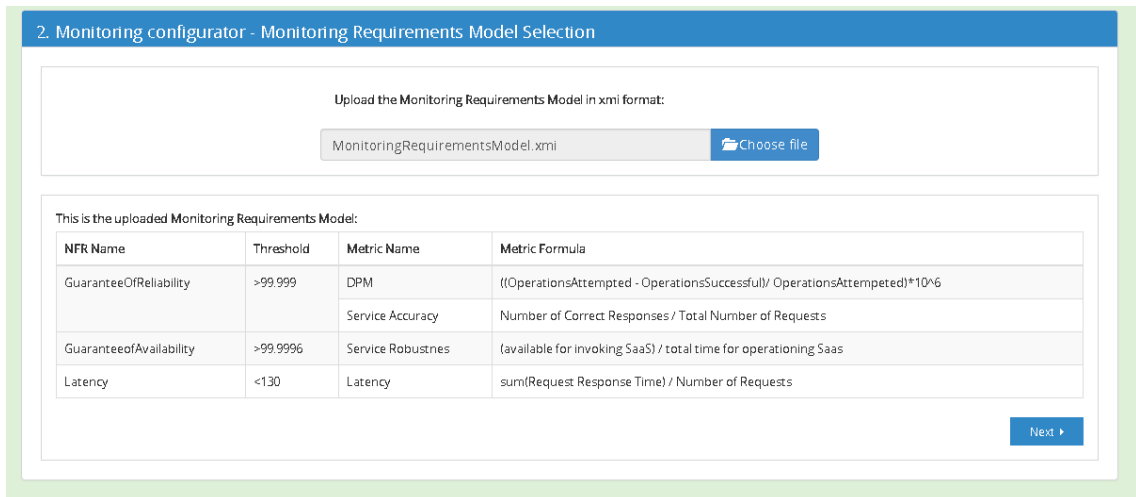 2. Monitoring configurator - Monitoring Requirements Model Selection
Upload the Monitoring Requirements Model in xmi format:
MonitoringRequirementsModel.xmi Choose file
This is the uploaded Monitoring Requirements Model:
NFR Name Threshold Metric Name Metric Formula
GuaranteeOfReliability >99.999 DPM ((OperationsAttempted - OperationsSuccessful)/ OperationsAttempeted)*10^6
Service Accuracy Number of Correct Responses / Total Number of Requests
GuaranteeofAvailability >99.9996 Service Robustnes (available for invoking SaaS) / total time for operationing Saas
Latency <130 Latency sum(Request Response Time) / Number of Requests
Next